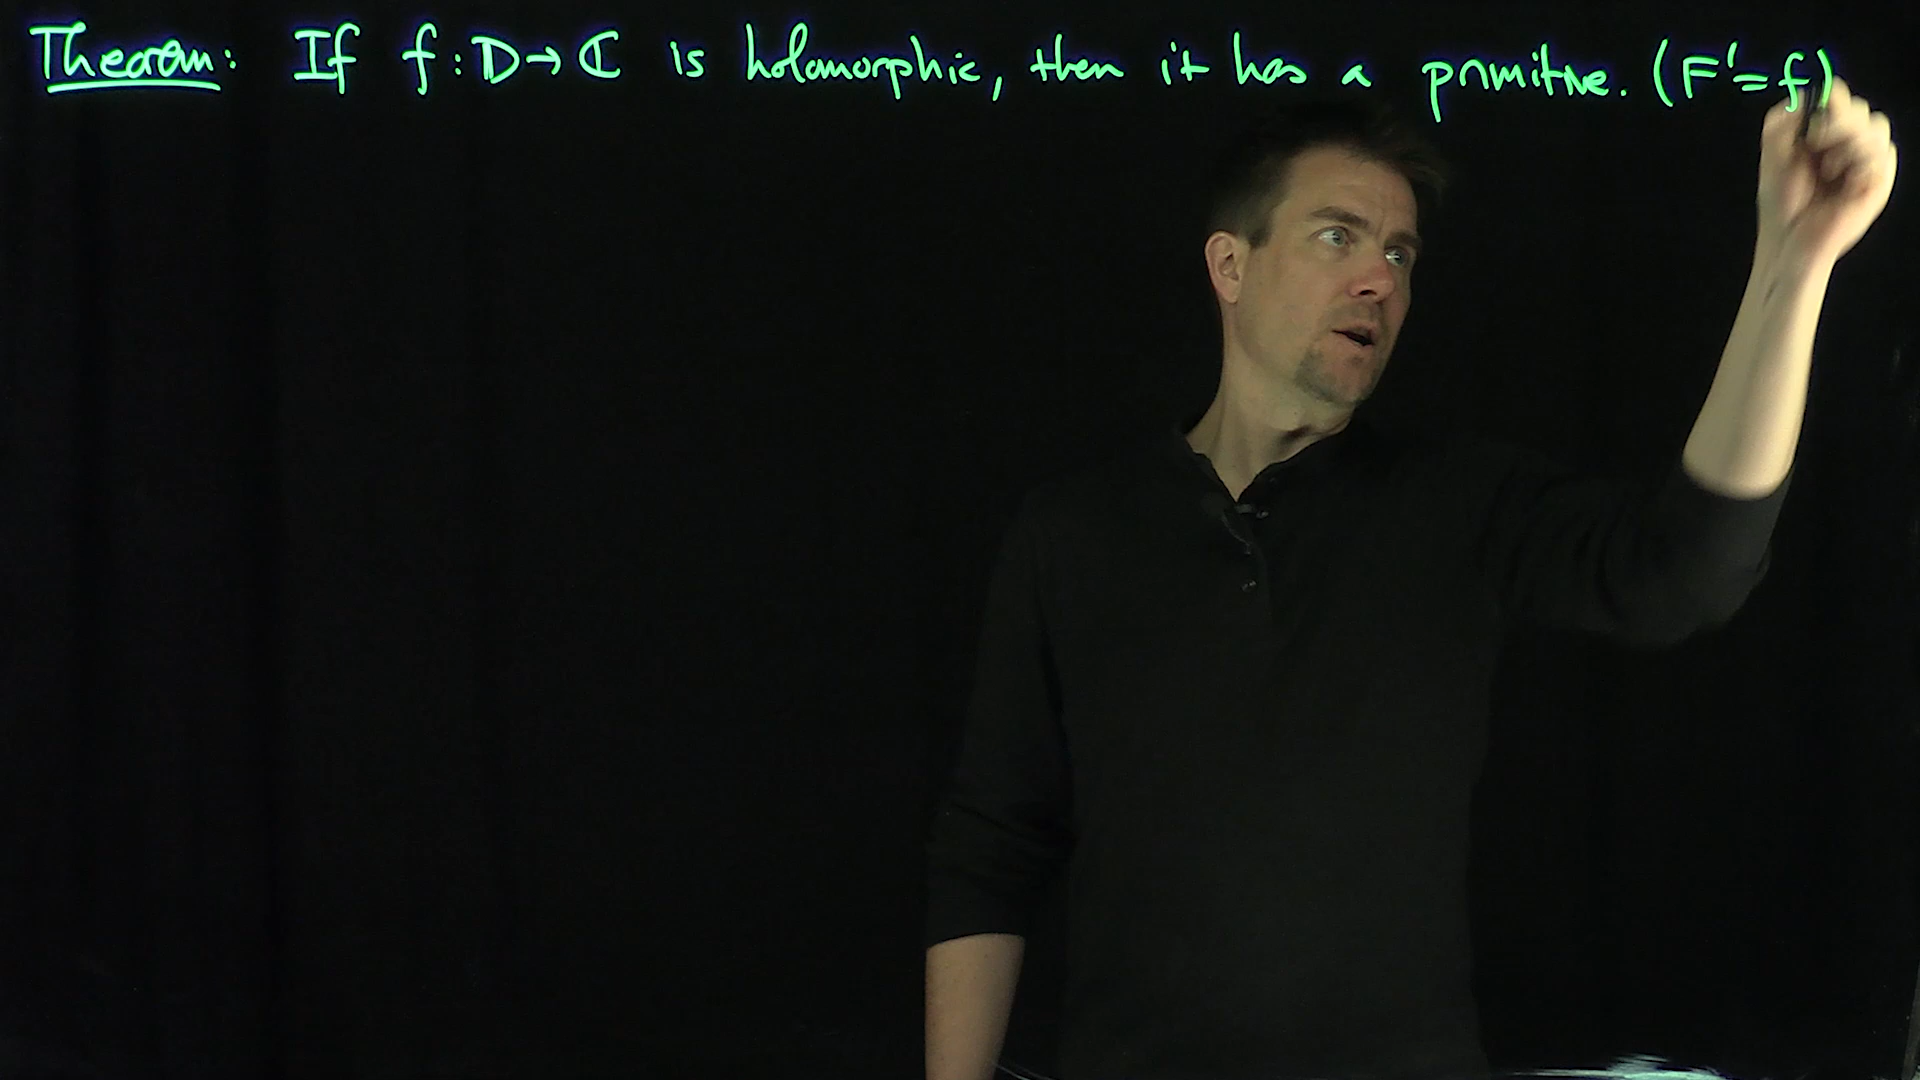 Theorem: If f: 𝔻→ℂ is holomorphic, then it has a primitive. (F'=f)